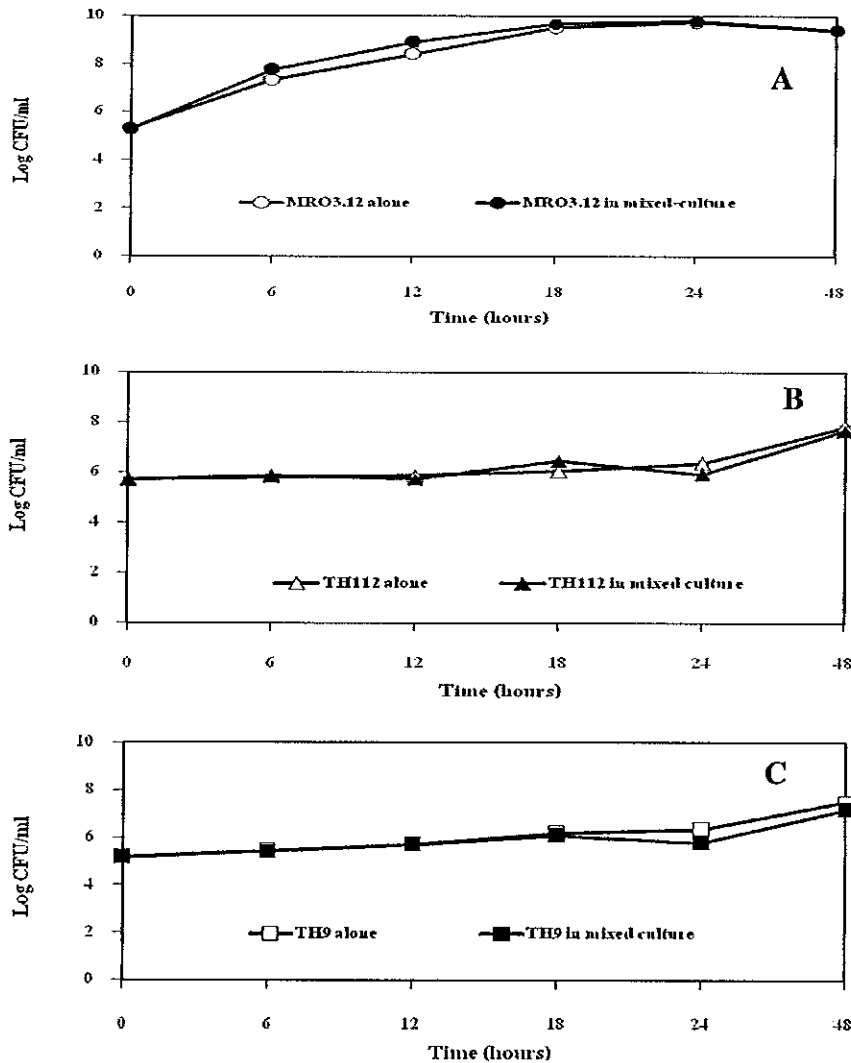 10
8
6
4
2
0
Log CFU/ml
A
MRO3.12 alone
MRO3.12 in mixed-culture
0 6 12 18 24 48
Time (hours)
10
8
6
4
2
0
Log CFU/ml
B
TH112 alone
TH112 in mixed culture
0 6 12 18 24 48
Time (hours)
10
8
6
4
2
0
Log CFU/ml
C
TH9 alone
TH9 in mixed culture
0 6 12 18 24 48
Time (hours)